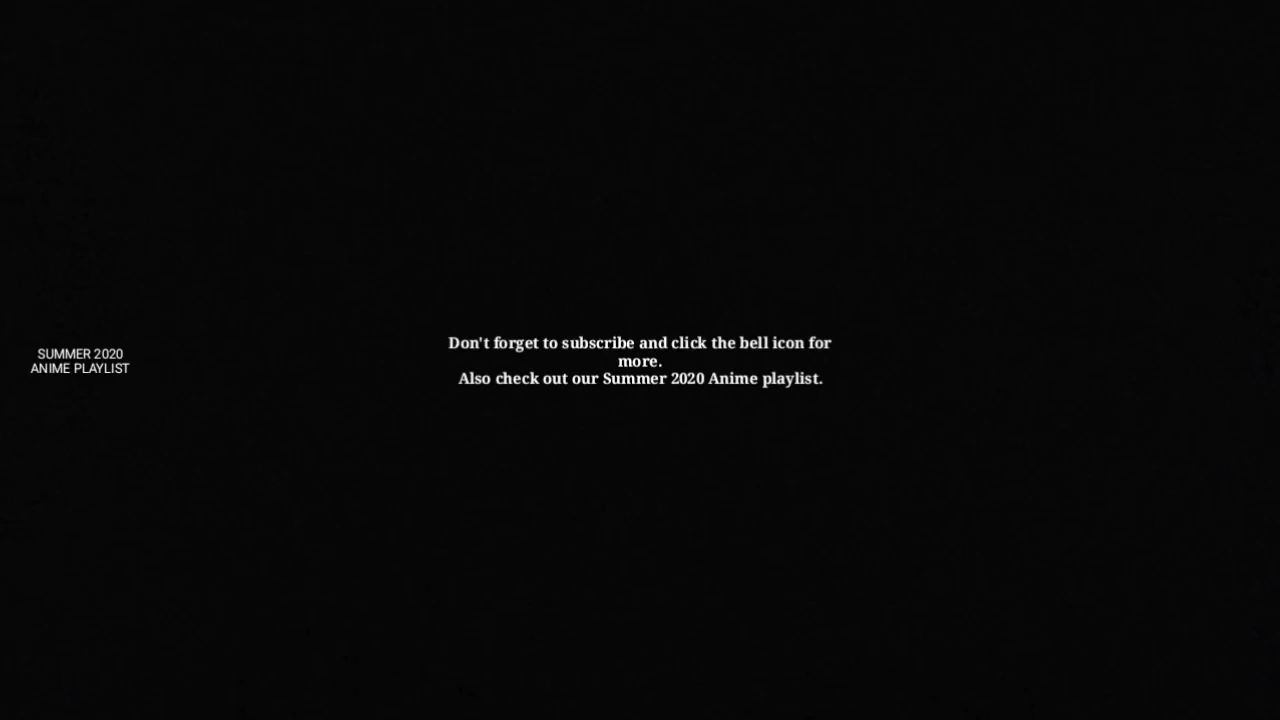 SUMMER 2020
ANIME PLAYLIST
Don't forget to subscribe and click the bell icon for
more.
Also check out our Summer 2020 Anime playlist.